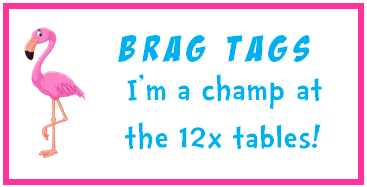 BRAG TAGS
I'm a champ at
the 12x tables!